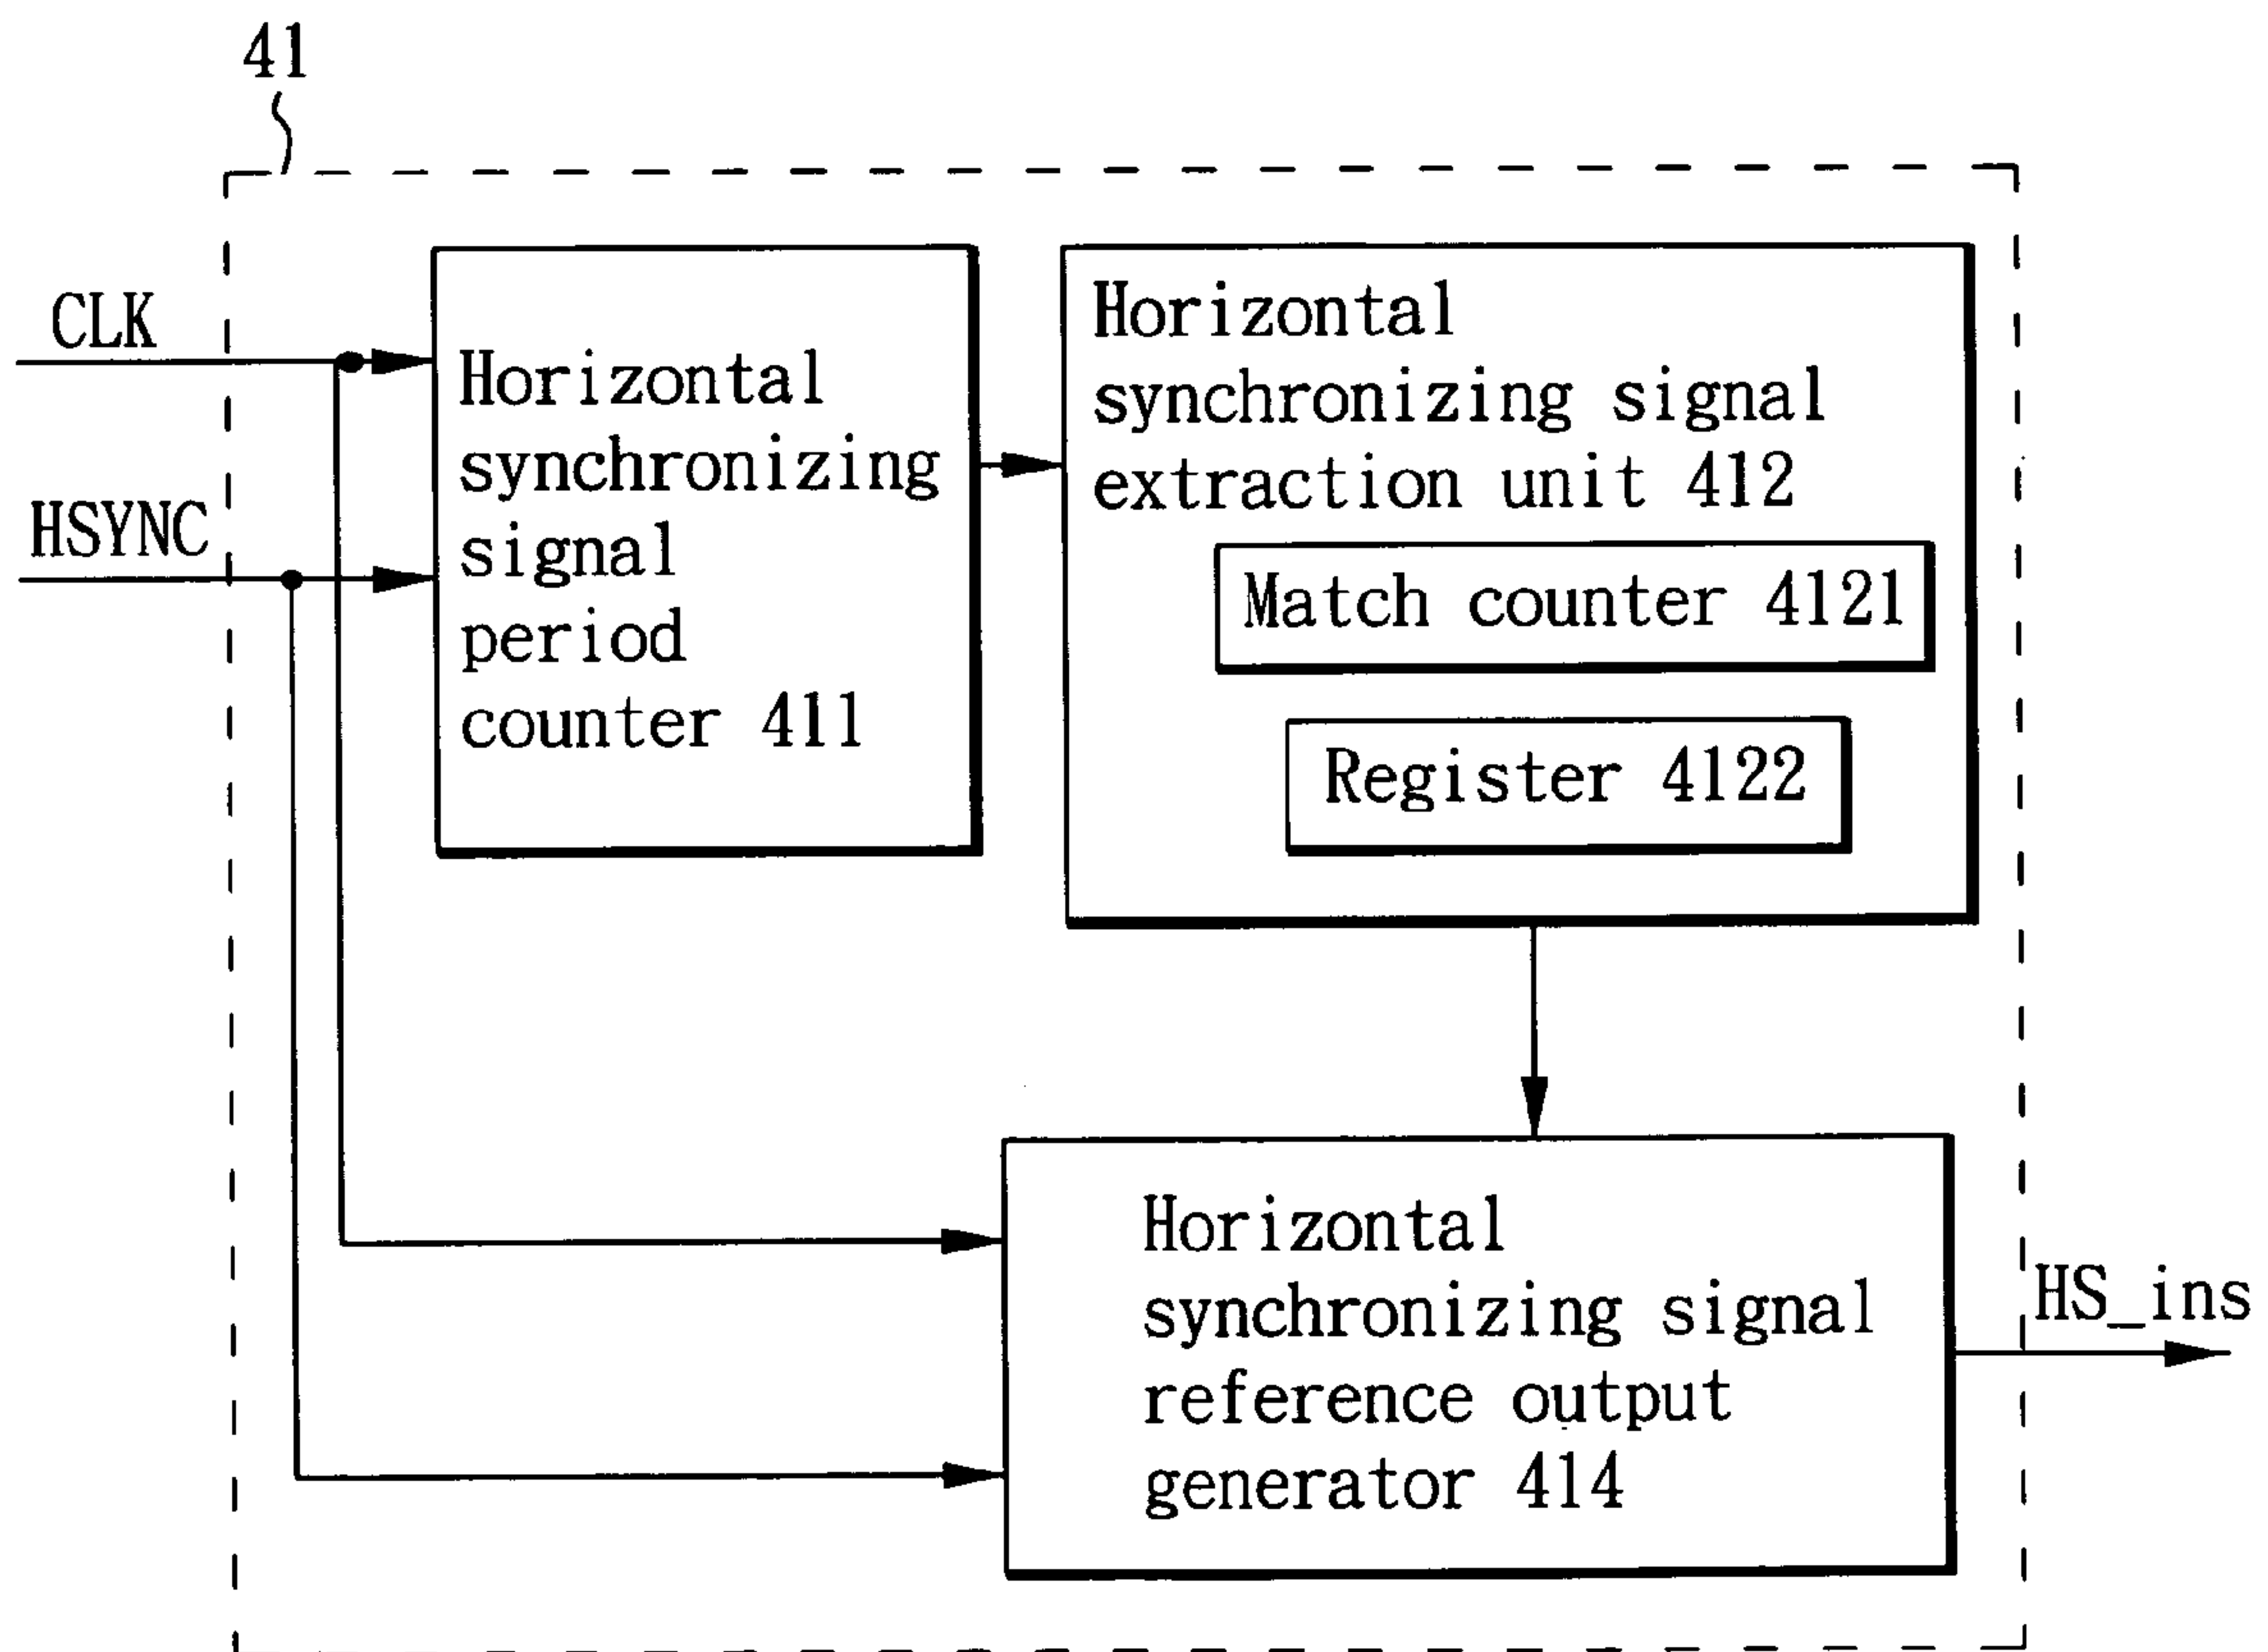 41
CLK
HSYNC
Horizontal
synchronizing
signal
period
counter 411
Horizontal
synchronizing signal
extraction unit 412
Match counter 4121
Register 4122
Horizontal
synchronizing signal
reference output
generator 414
HS_ins